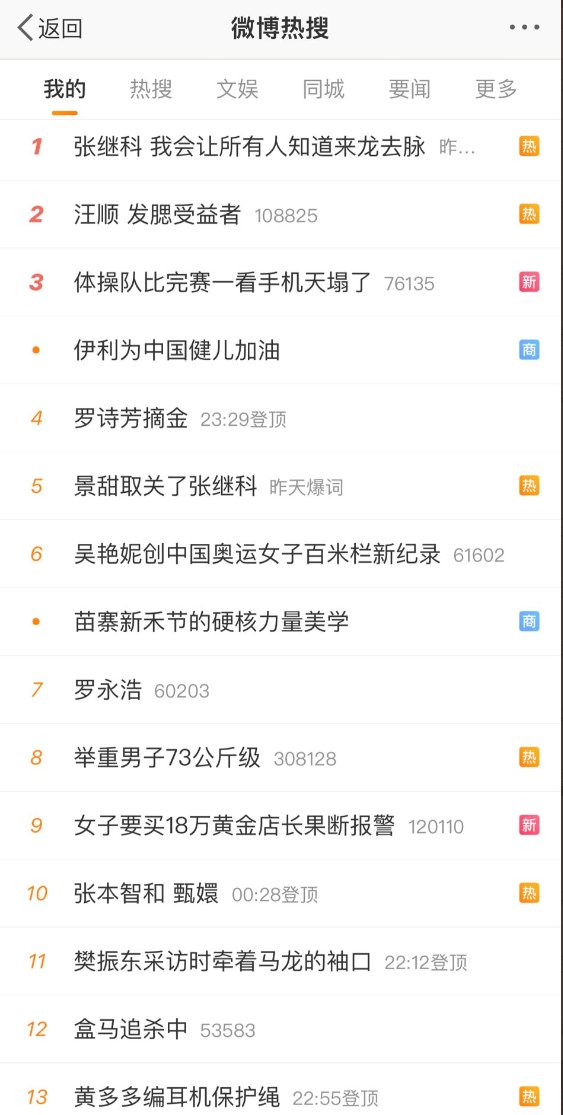 返回 微博热搜 ...
我的 热搜 文娱 同城 要闻 更多
1 张继科 我会让所有人知道来龙去脉 昨... 热
2 汪顺 发腮受益者 108825 热
3 体操队比完赛一看手机天塌了 76135 新
• 伊利为中国健儿加油 商
4 罗诗芳摘金 23:29登顶
5 景甜取关了张继科 昨天爆词 热
6 吴艳妮创中国奥运女子百米栏新纪录 61602
• 苗寨新禾节的硬核力量美学 商
7 罗永浩 60203
8 举重男子73公斤级 308128 热
9 女子要买18万黄金店长果断报警 120110 新
10 张本智和 甄嬛 00:28登顶 热
11 樊振东采访时牵着马龙的袖口 22:12登顶
12 盒马追杀中 53583
13 黄多多编耳机保护绳 22:55登顶 热